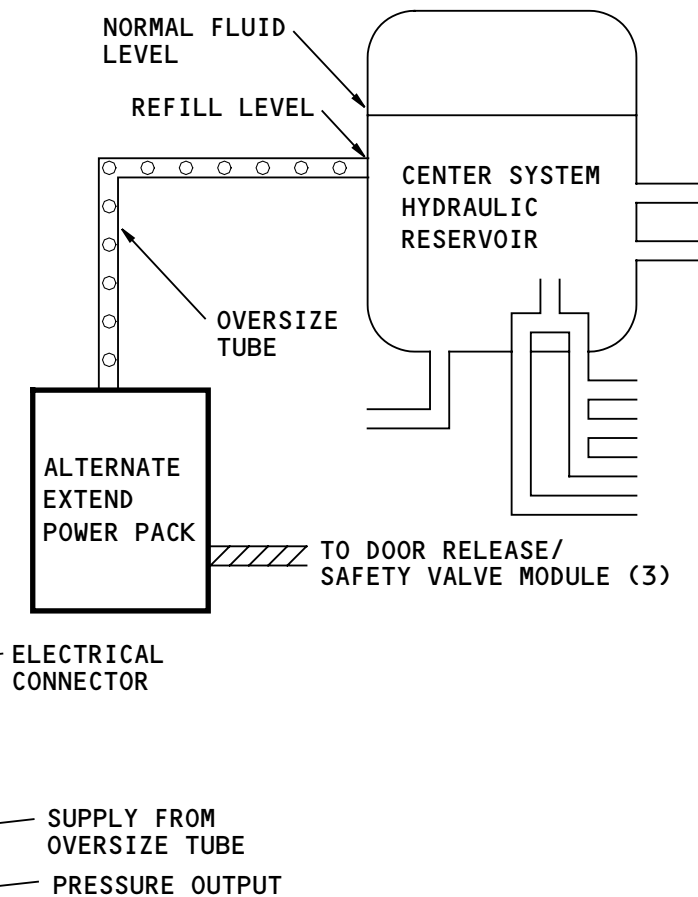 NORMAL FLUID
LEVEL
REFILL LEVEL
CENTER SYSTEM
HYDRAULIC
RESERVOIR
OVERSIZE
TUBE
ALTERNATE
EXTEND
POWER PACK
TO DOOR RELEASE/
SAFETY VALVE MODULE (3)
ELECTRICAL
CONNECTOR
SUPPLY FROM
OVERSIZE TUBE
PRESSURE OUTPUT